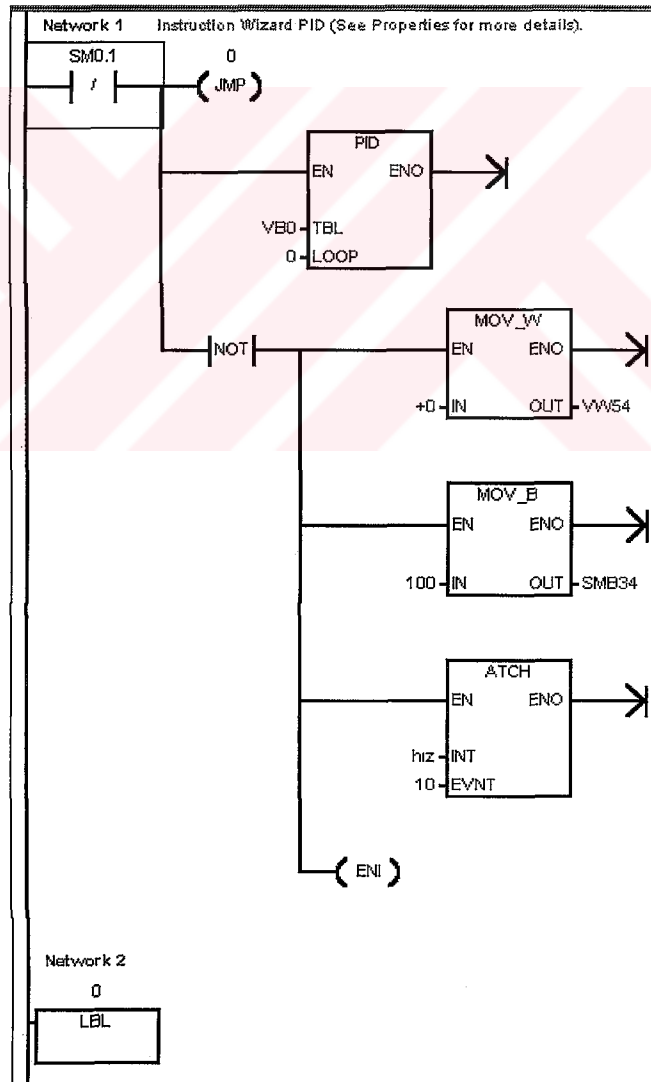 Network 1 Instruction Wizard PID (See Properties for more details).
SM0.1 0
/ JMP
PID
EN ENO
VB0 TBL
0 LOOP
NOT
MOV_W
EN ENO
+0 IN OUT VW54
MOV_B
EN ENO
100 IN OUT SMB34
ATCH
EN ENO
hız INT
10 EVNT
ENI
Network 2
0
LBL